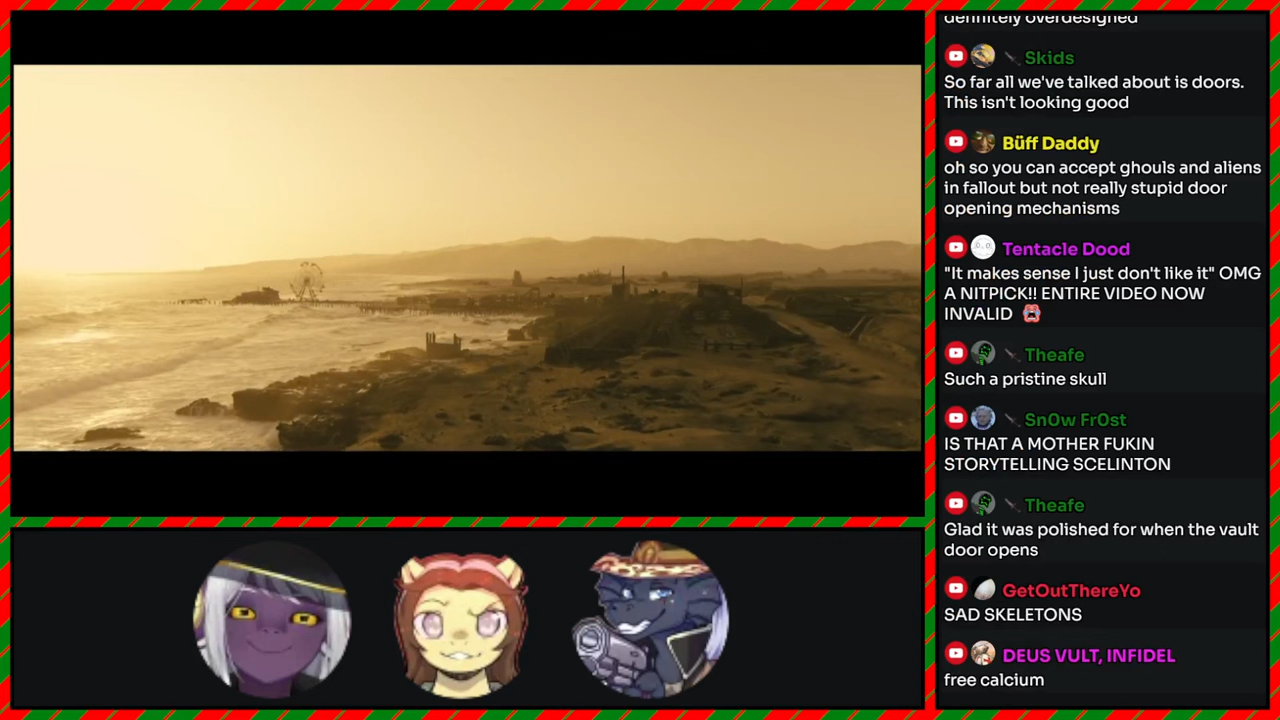 definitely overdesigned
Skids
So far all we've talked about is doors.
This isn't looking good
Büff Daddy
oh so you can accept ghouls and aliens
in fallout but not really stupid door
opening mechanisms
Tentacle Dood
"It makes sense I just don't like it" OMG
A NITPICK!! ENTIRE VIDEO NOW
INVALID
Theafe
Such a pristine skull
Sn0w Fr0st
IS THAT A MOTHER FUKIN
STORYTELLING SCELINTON
Theafe
Glad it was polished for when the vault
door opens
GetOutThereYo
SAD SKELETONS
DEUS VULT, INFIDEL
free calcium